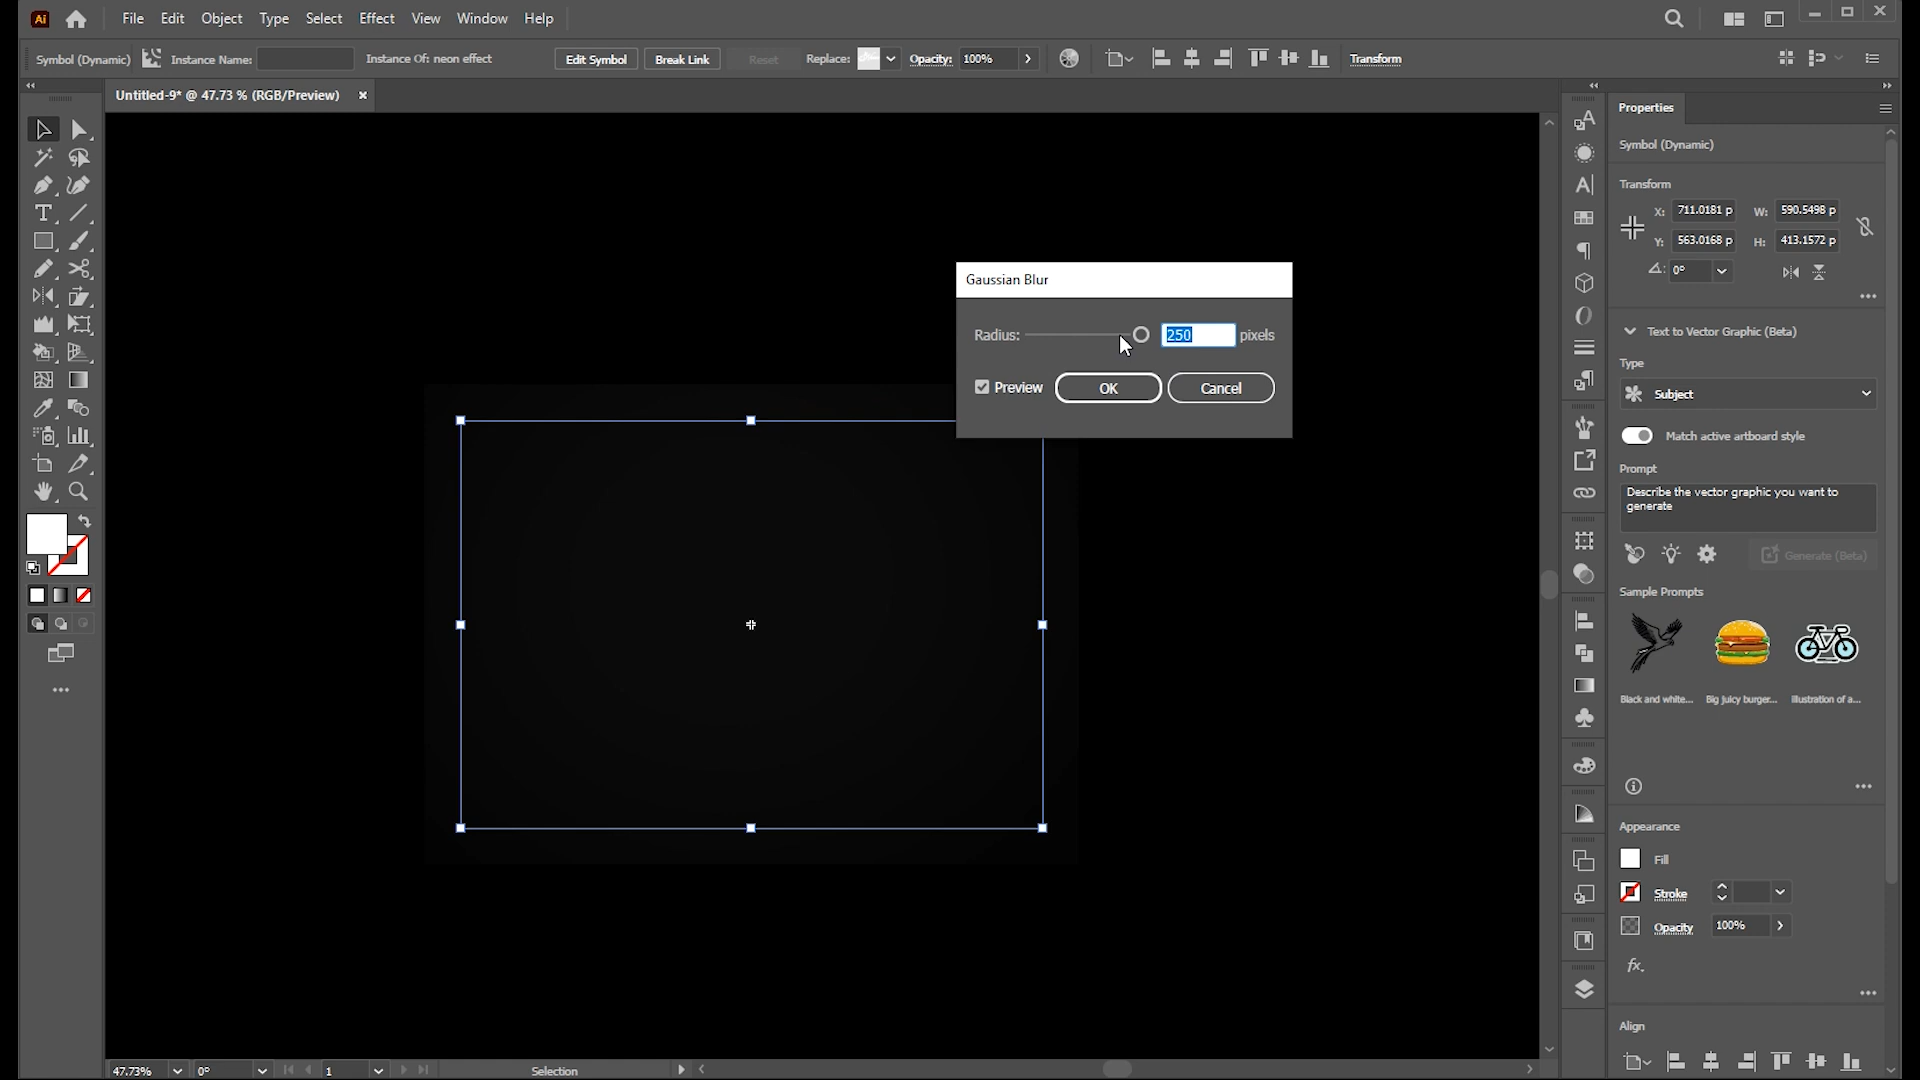 Ai File Edit Object Type Select Effect View Window Help
Symbol (Dynamic) Instance Name: Instance Of: neon effect Edit Symbol Break Link Reset Replace: Opacity: 100% Transform
Untitled-9* @ 47.73 % (RGB/Preview)
Gaussian Blur
Radius: 250 pixels
Preview OK Cancel
Properties
Symbol (Dynamic)
Transform
X: 711.0181 p W: 590.5498 p
Y: 563.0168 p H: 413.1572 p
0°
Text to Vector Graphic (Beta)
Type
Subject
Match active artboard style
Prompt
Describe the vector graphic you want to
generate
Generate (Beta)
Sample Prompts
Black and white... Big juicy burger... Illustration of a...
Appearance
Fill
Stroke
Opacity 100%
fx.
Align
47.73% 0° 1 Selection